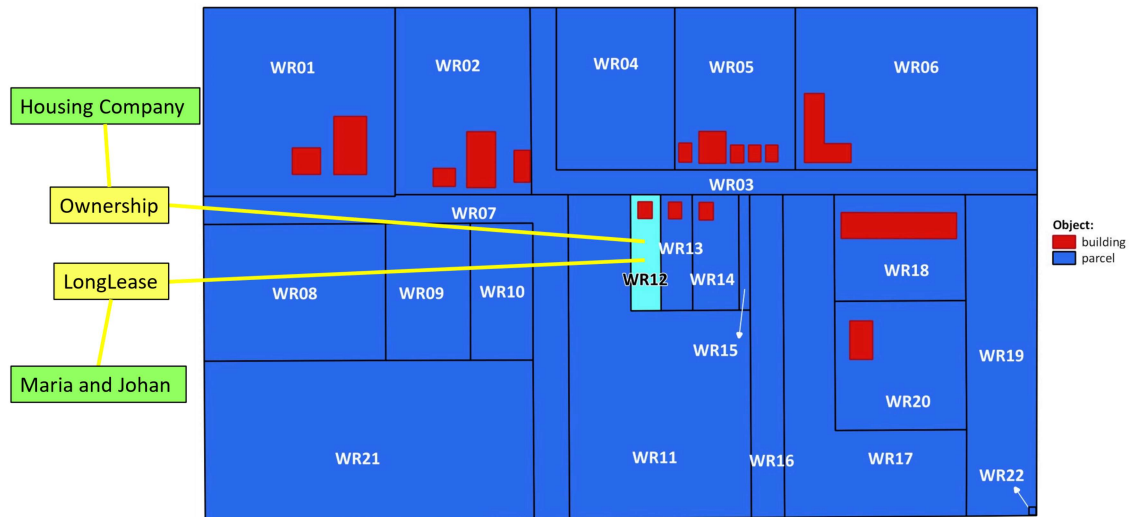 Housing Company
Ownership
LongLease
Maria and Johan
WR01
WR02
WR04
WR05
WR06
WR03
WR07
WR08
WR09
WR10
WR13
WR12
WR14
WR15
WR18
WR19
WR20
WR21
WR11
WR16
WR17
WR22
Object:
building
parcel